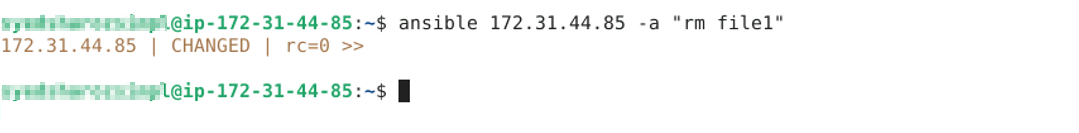 l@ip-172-31-44-85:~$ ansible 172.31.44.85 -a "rm file1"
172.31.44.85 | CHANGED | rc=0 >>
l@ip-172-31-44-85:~$